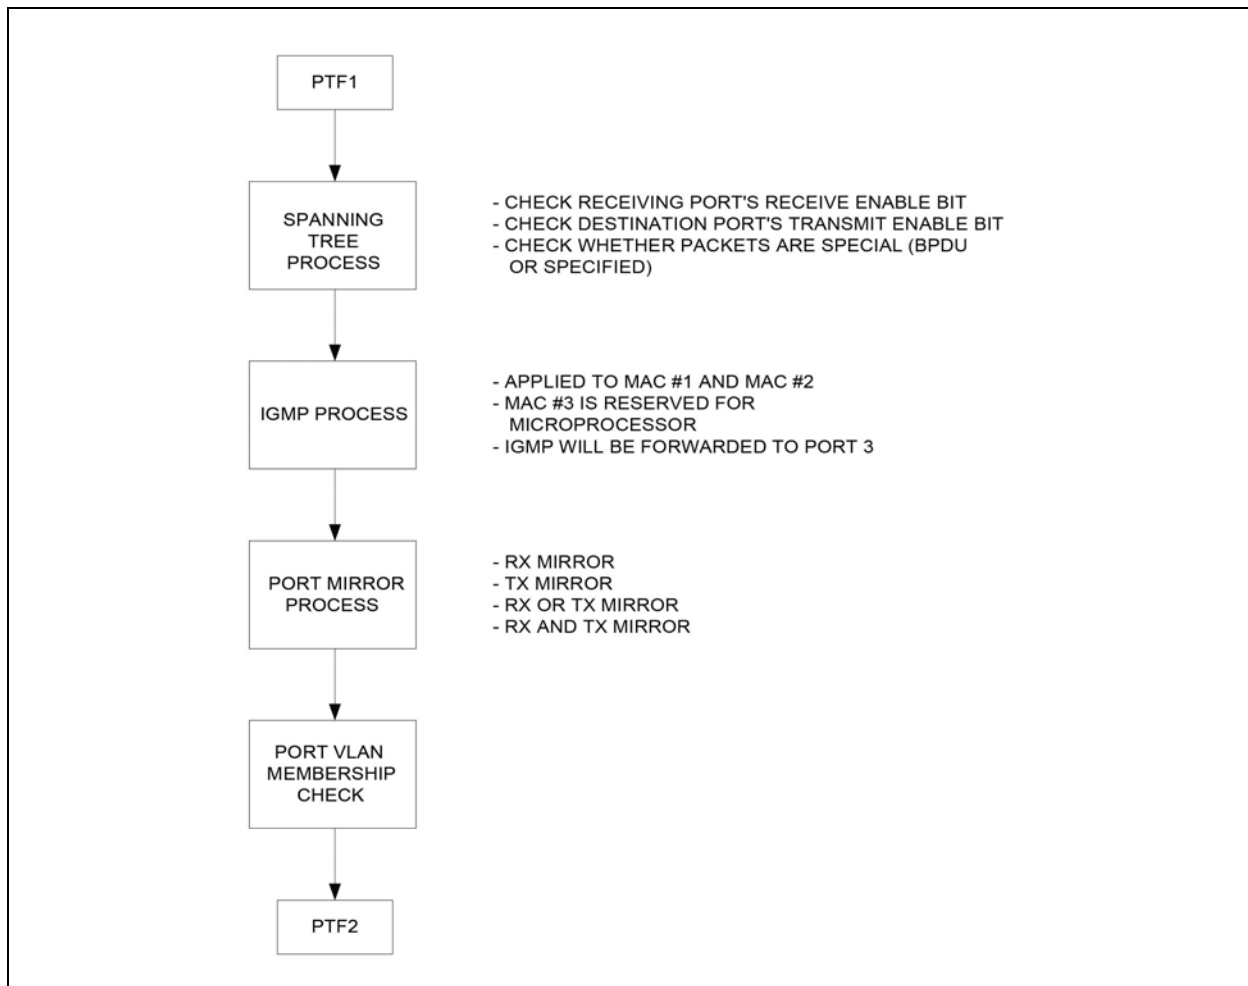 PTF1
SPANNING
TREE
PROCESS
- CHECK RECEIVING PORT'S RECEIVE ENABLE BIT
- CHECK DESTINATION PORT'S TRANSMIT ENABLE BIT
- CHECK WHETHER PACKETS ARE SPECIAL (BPDU
OR SPECIFIED)
IGMP PROCESS
- APPLIED TO MAC #1 AND MAC #2
- MAC #3 IS RESERVED FOR
MICROPROCESSOR
- IGMP WILL BE FORWARDED TO PORT 3
PORT MIRROR
PROCESS
- RX MIRROR
- TX MIRROR
- RX OR TX MIRROR
- RX AND TX MIRROR
PORT VLAN
MEMBERSHIP
CHECK
PTF2